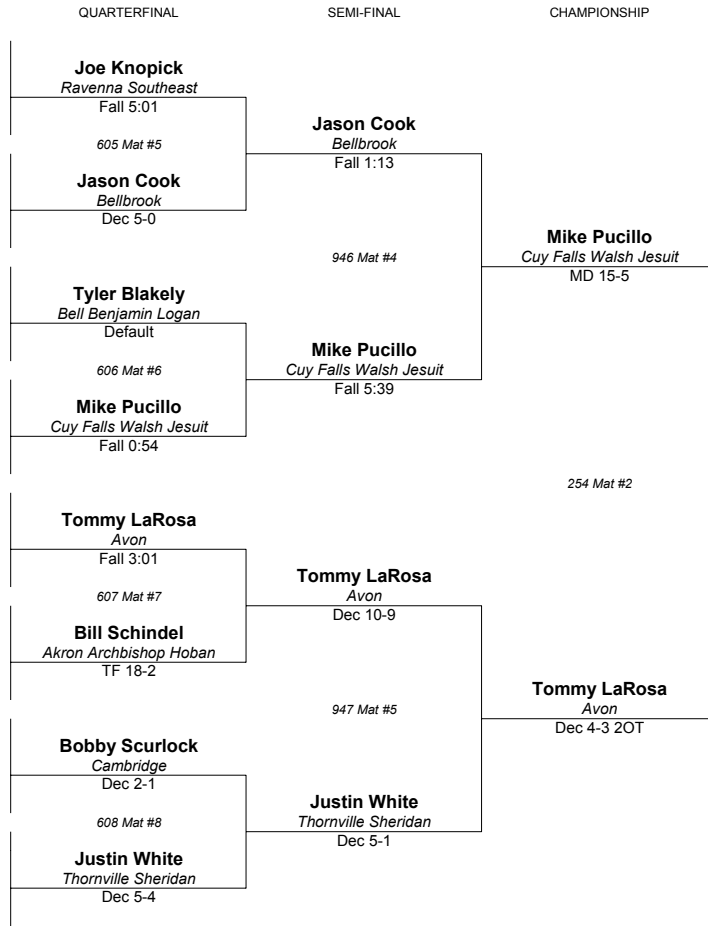 QUARTERFINAL SEMI-FINAL CHAMPIONSHIP
Joe Knopick
Ravenna Southeast
Fall 5:01
605 Mat #5
Jason Cook
Bellbrook
Dec 5-0
Jason Cook
Bellbrook
Fall 1:13
946 Mat #4
Tyler Blakely
Bell Benjamin Logan
Default
606 Mat #6
Mike Pucillo
Cuy Falls Walsh Jesuit
Fall 0:54
Mike Pucillo
Cuy Falls Walsh Jesuit
Fall 5:39
Mike Pucillo
Cuy Falls Walsh Jesuit
MD 15-5
254 Mat #2
Tommy LaRosa
Avon
Fall 3:01
607 Mat #7
Bill Schindel
Akron Archbishop Hoban
TF 18-2
Tommy LaRosa
Avon
Dec 10-9
947 Mat #5
Bobby Scurlock
Cambridge
Dec 2-1
608 Mat #8
Justin White
Thornville Sheridan
Dec 5-4
Justin White
Thornville Sheridan
Dec 5-1
Tommy LaRosa
Avon
Dec 4-3 2OT